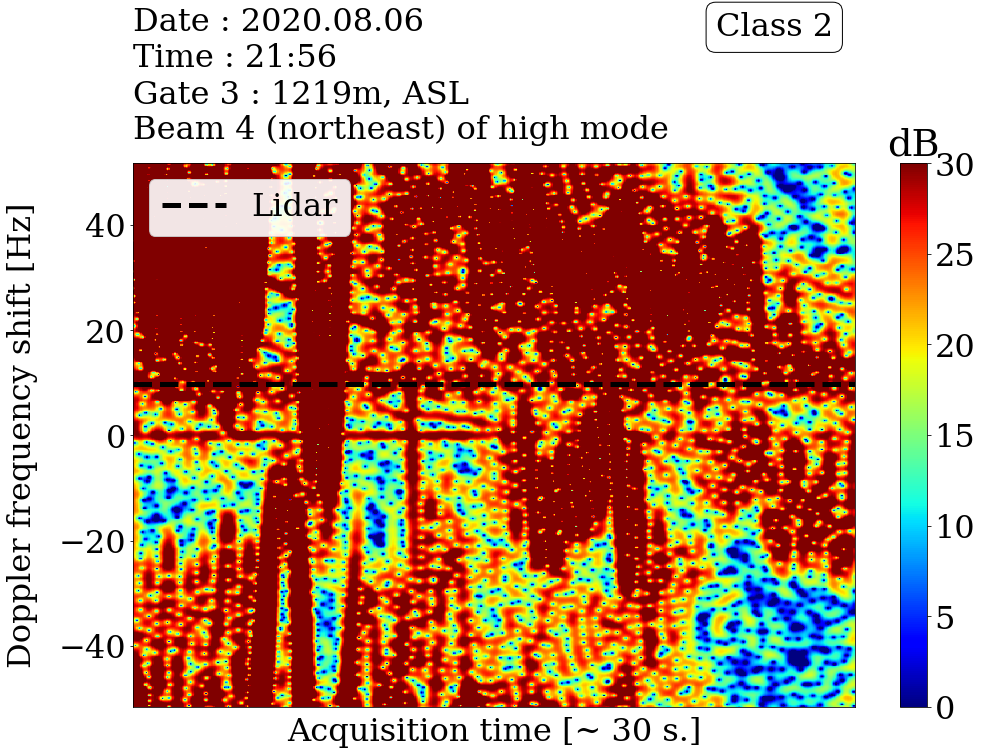 Date : 2020.08.06
Time : 21:56
Gate 3 : 1219m, ASL
Beam 4 (northeast) of high mode
Class 2
dB
Lidar
Doppler frequency shift [Hz]
40
20
0
−20
−40
Acquisition time [~ 30 s.]
30
25
20
15
10
5
0